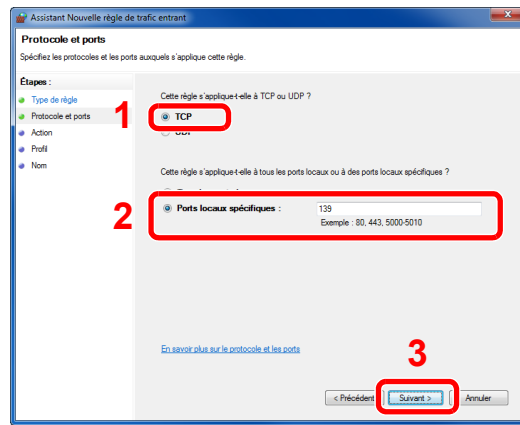 Assistant Nouvelle règle de trafic entrant
Protocole et ports
Spécifiez les protocoles et les ports auxquels s'applique cette règle.
Étapes :
Type de règle
Protocole et ports
Action
Profil
Nom
Cette règle s'applique-t-elle à TCP ou UDP ?
1
TCP
UDP
Cette règle s'applique-t-elle à tous les ports locaux ou à des ports locaux spécifiques ?
2
Ports locaux spécifiques :
139
Exemple : 80, 443, 5000-5010
En savoir plus sur le protocole et les ports
3
< Précédent
Suivant >
Annuler